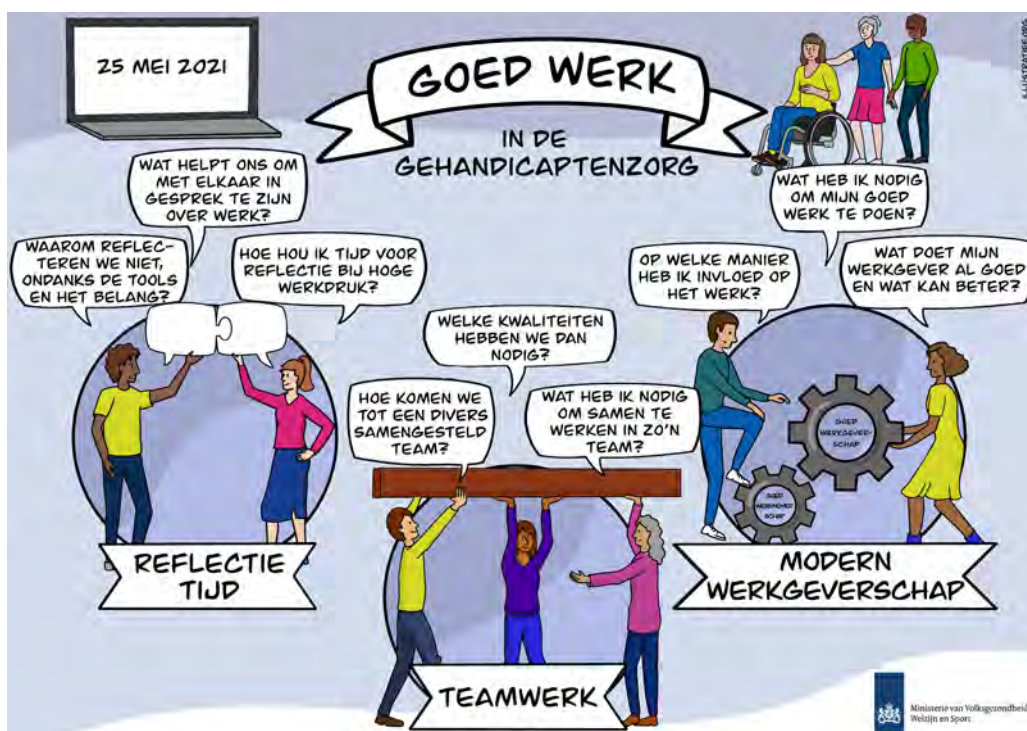 25 MEI 2021
GOED WERK
IN DE
GEHANDICAPTENZORG
ILLUSTRATIEF.ORG
WAT HELPT ONS OM
MET ELKAAR IN
GESPREK TE ZIJN
OVER WERK?
WAAROM REFLEC-
TEREN WE NIET,
ONDANKS DE TOOLS
EN HET BELANG?
HOE HOU IK TIJD VOOR
REFLECTIE BIJ HOGE
WERKDRUK?
REFLECTIE
TIJD
WELKE KWALITEITEN
HEBBEN WE DAN
NODIG?
HOE KOMEN WE
TOT EEN DIVERS
SAMENGESTELD
TEAM?
WAT HEB IK NODIG
OM SAMEN TE
WERKEN IN ZO'N
TEAM?
TEAMWERK
WAT HEB IK NODIG
OM MIJN GOED
WERK TE DOEN?
OP WELKE MANIER
HEB IK INVLOED OP
HET WERK?
WAT DOET MIJN
WERKGEVER AL GOED
EN WAT KAN BETER?
GOED
WERKGEVER-
SCHAP
GOED
WERKNEMER
SCHAP
MODERN
WERKGEVERSCHAP
Ministerie van Volksgezondheid
Welzijn en Sport